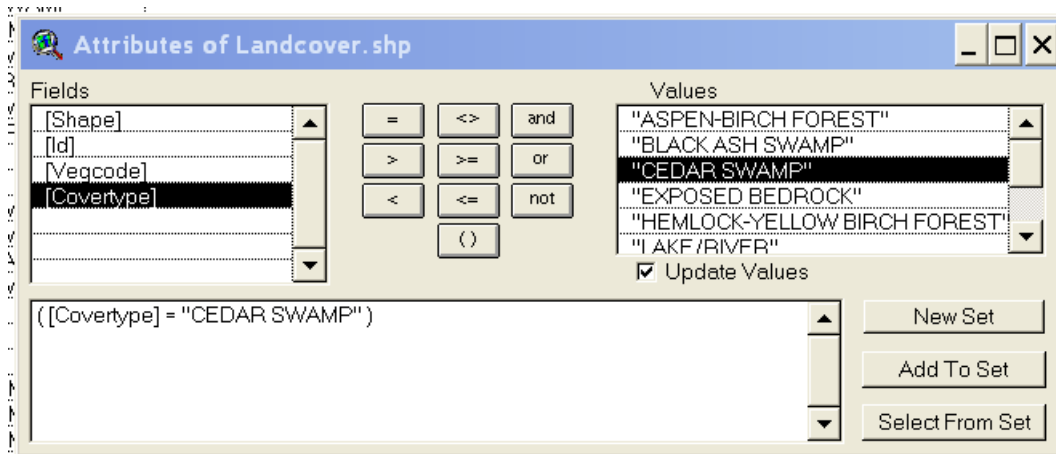 Attributes of Landcover.shp
Fields
Values
[Shape]
[Id]
[Vegcode]
[Covertype]
= <> and
> >= or
< <= not
( )
"ASPEN-BIRCH FOREST"
"BLACK ASH SWAMP"
"CEDAR SWAMP"
"EXPOSED BEDROCK"
"HEMLOCK-YELLOW BIRCH FOREST"
"LAKE/RIVER"
Update Values
( [Covertype] = "CEDAR SWAMP" )
New Set
Add To Set
Select From Set